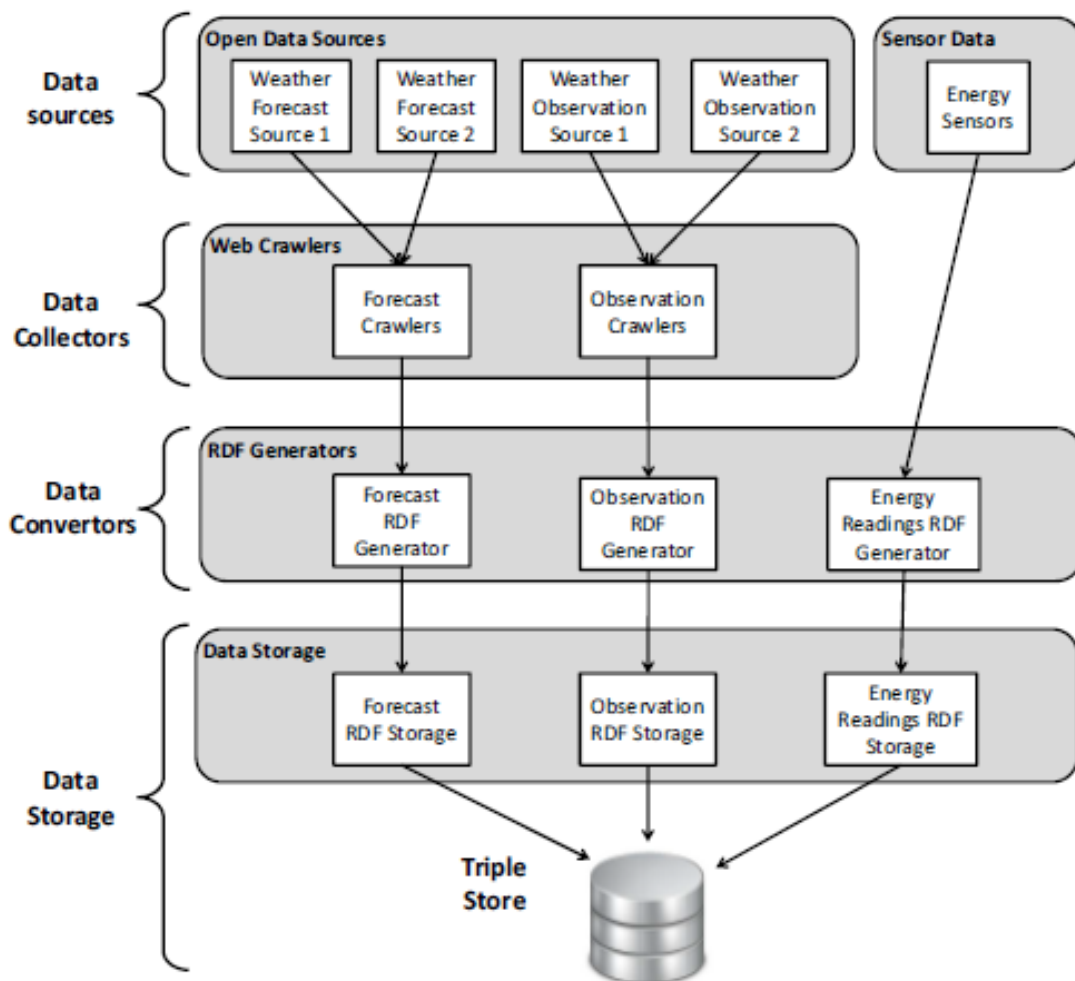 Open Data Sources
Sensor Data
Data
sources
Weather
Forecast
Source 1
Weather
Forecast
Source 2
Weather
Observation
Source 1
Weather
Observation
Source 2
Energy
Sensors
Web Crawlers
Data
Collectors
Forecast
Crawlers
Observation
Crawlers
RDF Generators
Data
Convertors
Forecast
RDF
Generator
Observation
RDF
Generator
Energy
Readings RDF
Generator
Data Storage
Forecast
RDF Storage
Observation
RDF Storage
Energy
Readings RDF
Storage
Data
Storage
Triple
Store